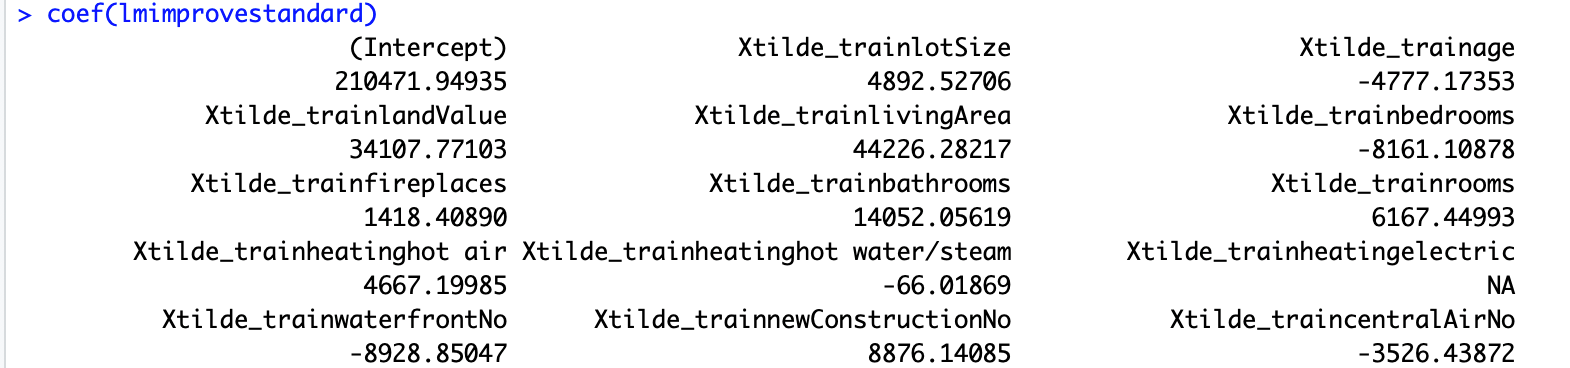 > coef(lmimprovestandard)
(Intercept) Xtilde_trainlotSize Xtilde_trainage
210471.94935 4892.52706 -4777.17353
Xtilde_trainlandValue Xtilde_trainlivingArea Xtilde_trainbedrooms
34107.77103 44226.28217 -8161.10878
Xtilde_trainfireplaces Xtilde_trainbathrooms Xtilde_trainrooms
1418.40890 14052.05619 6167.44993
Xtilde_trainheatinghot air Xtilde_trainheatinghot water/steam Xtilde_trainheatingelectric
4667.19985 -66.01869 NA
Xtilde_trainwaterfrontNo Xtilde_trainnewConstructionNo Xtilde_traincentralAirNo
-8928.85047 8876.14085 -3526.43872